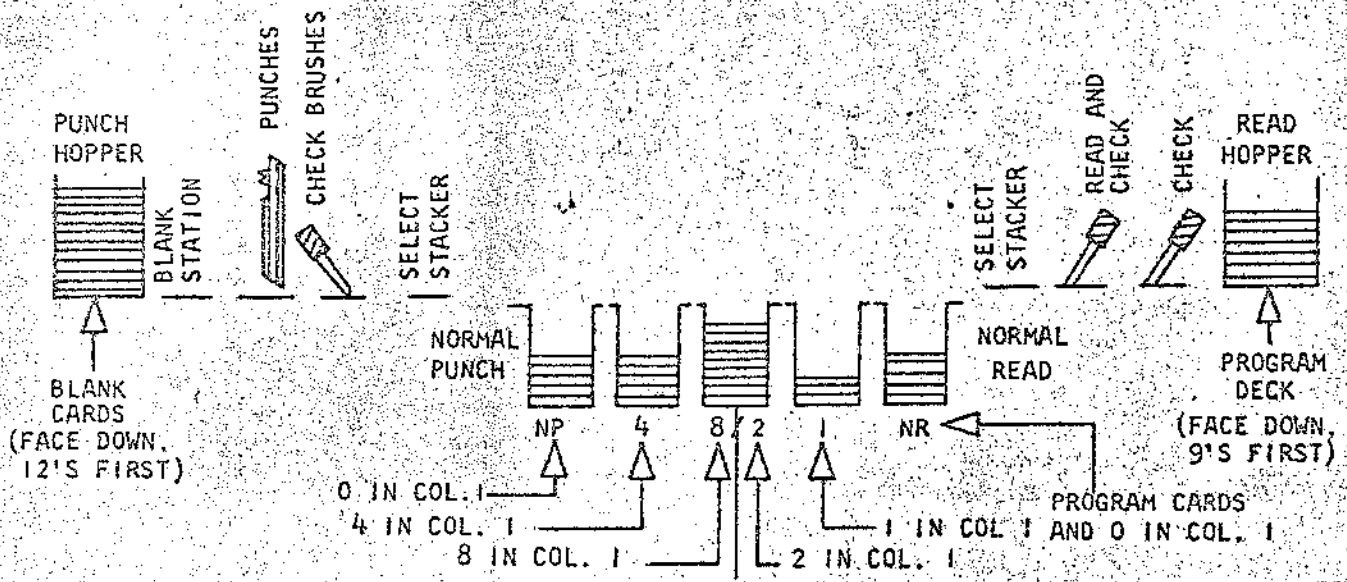 PUNCH
HOPPER
BLANK
STATION
PUNCHES
CHECK BRUSHES
SELECT
STACKER
SELECT
STACKER
READ AND
CHECK
CHECK
READ
HOPPER
NORMAL
PUNCH
NORMAL
READ
BLANK
CARDS
(FACE DOWN,
12'S FIRST)
NP
4
8/2
1
NR
PROGRAM
DECK
(FACE DOWN,
9'S FIRST)
0 IN COL. 1
4 IN COL. 1
8 IN COL. 1
2 IN COL. 1
1 IN COL 1
PROGRAM CARDS
AND 0 IN COL. 1